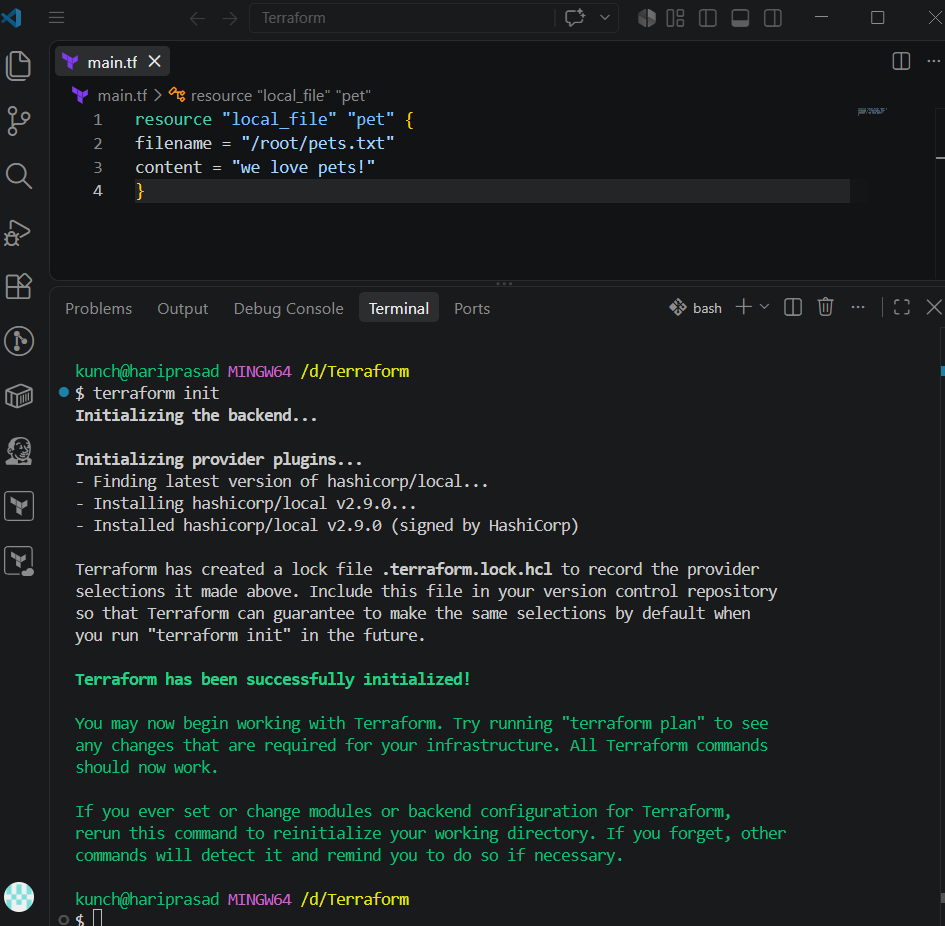 Terraform
main.tf
main.tf > resource "local_file" "pet"
1 resource "local_file" "pet" {
2 filename = "/root/pets.txt"
3 content = "we love pets!"
4 }
Problems Output Debug Console Terminal Ports
bash
kunch@hariprasad MINGW64 /d/Terraform
$ terraform init
Initializing the backend...
Initializing provider plugins...
- Finding latest version of hashicorp/local...
- Installing hashicorp/local v2.9.0...
- Installed hashicorp/local v2.9.0 (signed by HashiCorp)
Terraform has created a lock file .terraform.lock.hcl to record the provider
selections it made above. Include this file in your version control repository
so that Terraform can guarantee to make the same selections by default when
you run "terraform init" in the future.
Terraform has been successfully initialized!
You may now begin working with Terraform. Try running "terraform plan" to see
any changes that are required for your infrastructure. All Terraform commands
should now work.
If you ever set or change modules or backend configuration for Terraform,
rerun this command to reinitialize your working directory. If you forget, other
commands will detect it and remind you to do so if necessary.
kunch@hariprasad MINGW64 /d/Terraform
$